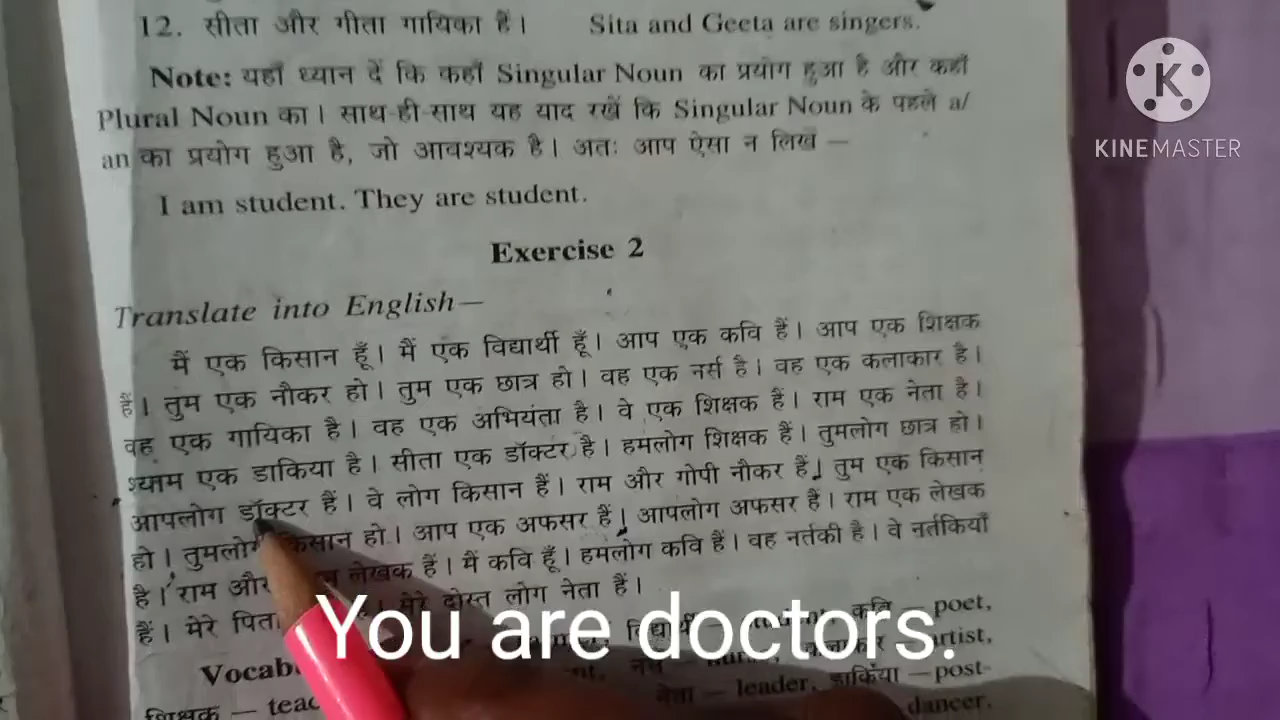 12. सीता और गीता गायिका हैं। Sita and Geeta are singers.
Note: यहाँ ध्यान दें कि कहाँ Singular Noun का प्रयोग हुआ है और कहाँ
Plural Noun का। साथ-ही-साथ यह याद रखें कि Singular Noun के पहले a/
an का प्रयोग हुआ है, जो आवश्यक है। अतः आप ऐसा न लिखें —
I am student. They are student.
Exercise 2
Translate into English—
मैं एक किसान हूँ। मैं एक विद्यार्थी हूँ। आप एक कवि हैं। आप एक शिक्षक
हैं। तुम एक नौकर हो। तुम एक छात्र हो। वह एक नर्स है। वह एक कलाकार है।
वह एक गायिका है। वह एक अभियंता है। वे एक शिक्षक हैं। राम एक नेता है।
श्याम एक डाकिया है। सीता एक डॉक्टर है। हमलोग शिक्षक हैं। तुमलोग छात्र हो।
आपलोग डॉक्टर हैं। वे लोग किसान हैं। राम और गोपी नौकर हैं। तुम एक किसान
हो। तुमलोग किसान हो। आप एक अफसर हैं। आपलोग अफसर हैं। राम एक लेखक
है। राम और लेखक हैं। मैं कवि हूँ। हमलोग कवि हैं। वह नर्तकी है। वे नर्तकियाँ
हैं। मेरे पिता मेरे दोस्त लोग नेता हैं।
कवि — poet,
नर्स — nurse, artist,
शिक्षक — नेता — leader, डाकिया — post-
dancer.
You are doctors.
KINEMASTER